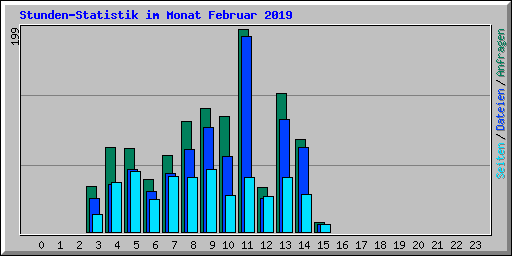 Stunden-Statistik im Monat Februar 2019
199
Seiten/Dateien/Anfragen
0 1 2 3 4 5 6 7 8 9 10 11 12 13 14 15 16 17 18 19 20 21 22 23